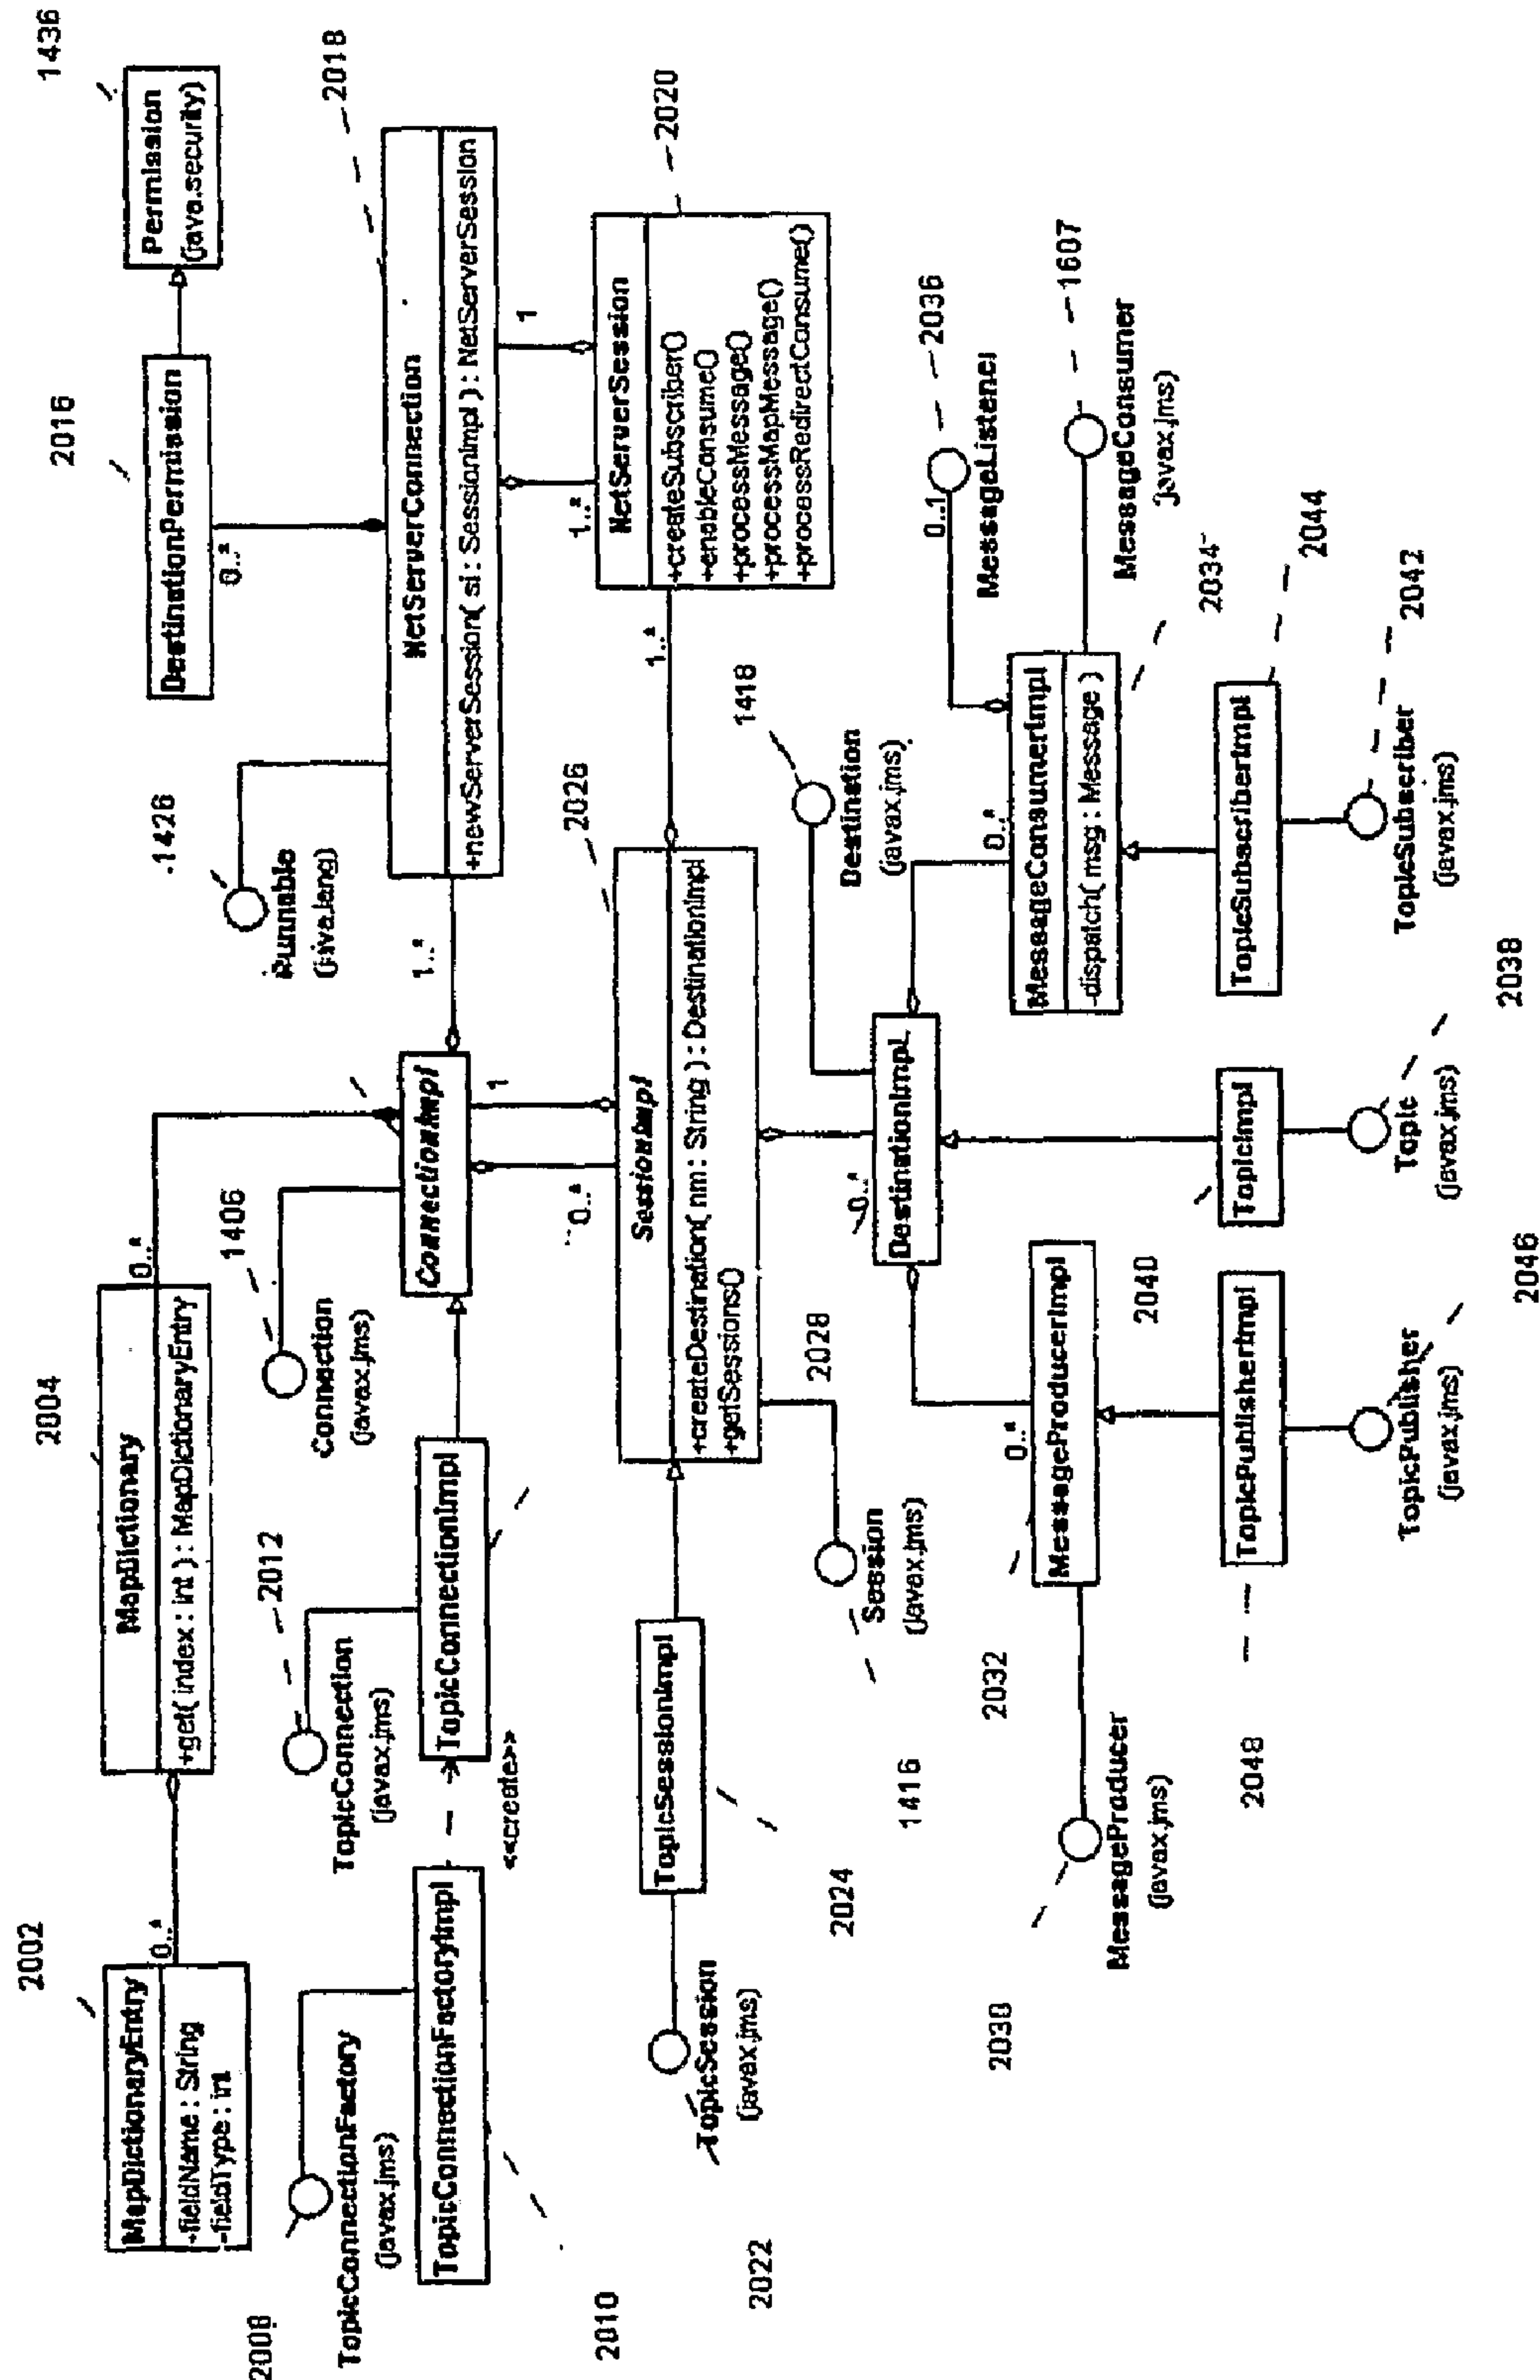 2002
2004
2016
1436
MapDictionaryEntry
+fieldName : String
-fieldType : int
0..*
MapDictionary
+get( index : int ) : MapDictionaryEntry
0..*
DestinationPermission
0..*
Permission
(java.security)
2008
TopicConnectionFactory
(javax.jms)
2012
TopicConnection
(javax.jms)
1406
Connection
(javax.jms)
1426
Runnable
(java.lang)
2018
TopicConnectionFactoryImpl
<<create>>
TopicConnectionImpl
ConnectionImpl
1..*
NetServerConnection
+newServerSession( si : SessionImpl ) : NetServerSession
2010
0..*
1
2026
1..*
1
2022
TopicSession
(javax.jms)
TopicSessionImpl
SessionImpl
+createDestination( nm : String ) : DestinationImpl
+getSessions()
1..*
NetServerSession
+createSubscriber()
+enableConsume()
+processMessage()
+processMapMessage()
+processRedirectConsume()
2020
2024
1416
Session
(javax.jms)
2028
0..*
DestinationImpl
Destination
(javax.jms)
1418
0..1
MessageListener
2036
2030
MessageProducer
(javax.jms)
2032
0..*
MessageProducerImpl
0..*
MessageConsumerImpl
-dispatch( msg : Message )
MessageConsumer
(javax.jms)
1607
2034
2048
TopicPublisherImpl
2040
TopicImpl
TopicSubscriberImpl
2044
TopicPublisher
(javax.jms)
2046
Topic
(javax.jms)
2038
TopicSubscriber
(javax.jms)
2042